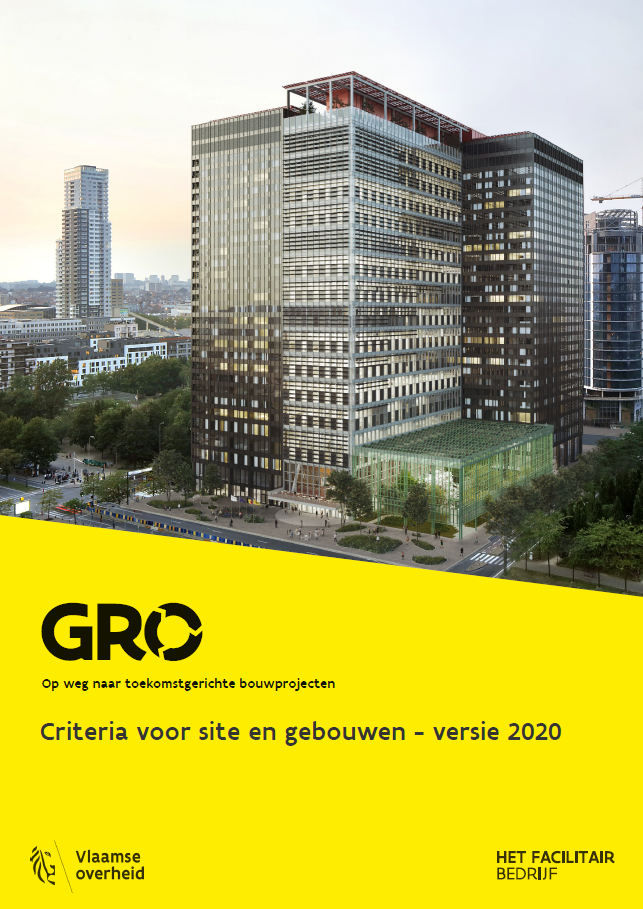 GRO
Op weg naar toekomstgerichte bouwprojecten
Criteria voor site en gebouwen - versie 2020
Vlaamse
overheid
HET FACILITAIR
BEDRIJF